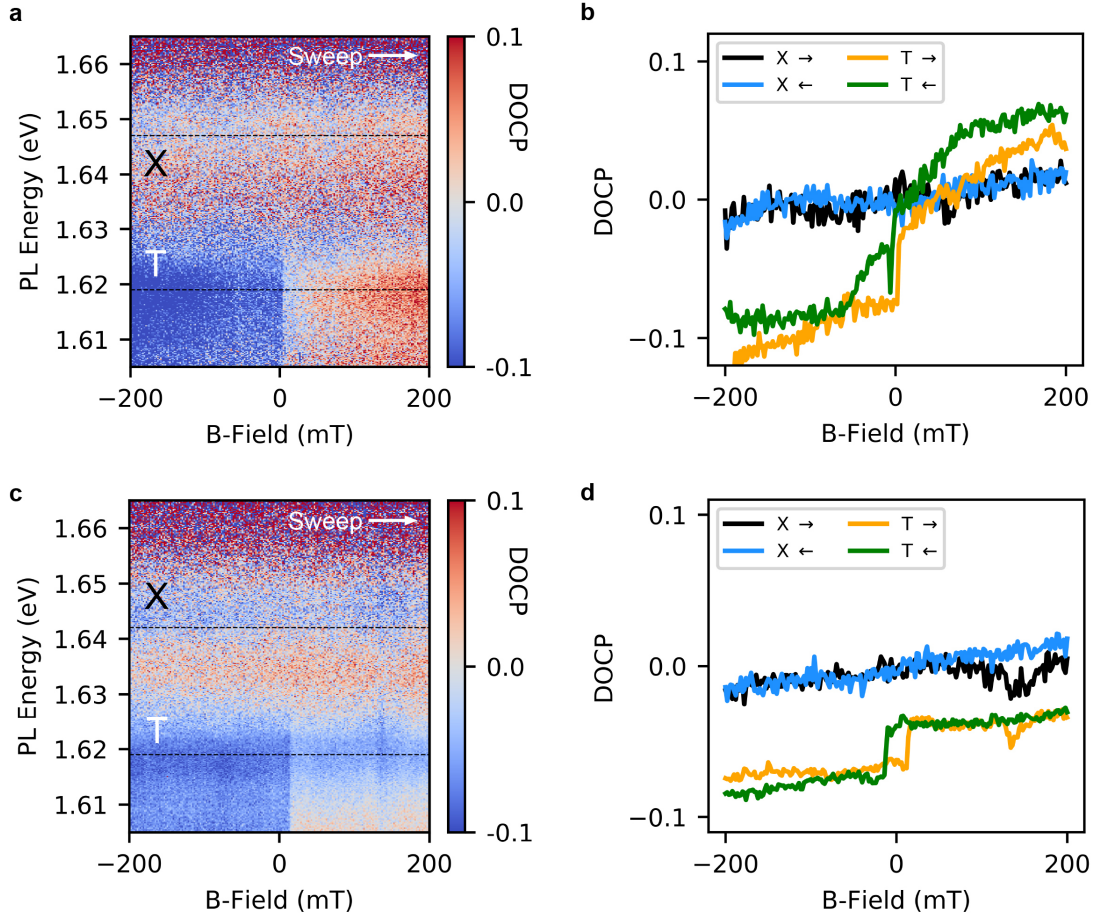 a
Sweep
X
T
1.66
1.65
1.64
1.63
1.62
1.61
PL Energy (eV)
−200
0
200
B-Field (mT)
0.1
0.0
-0.1
DOCP
b
X →
X ←
T →
T ←
0.1
0.0
−0.1
DOCP
−200
0
200
B-Field (mT)
c
Sweep
X
T
1.66
1.65
1.64
1.63
1.62
1.61
PL Energy (eV)
−200
0
200
B-Field (mT)
0.1
0.0
-0.1
DOCP
d
X →
X ←
T →
T ←
0.1
0.0
−0.1
DOCP
−200
0
200
B-Field (mT)